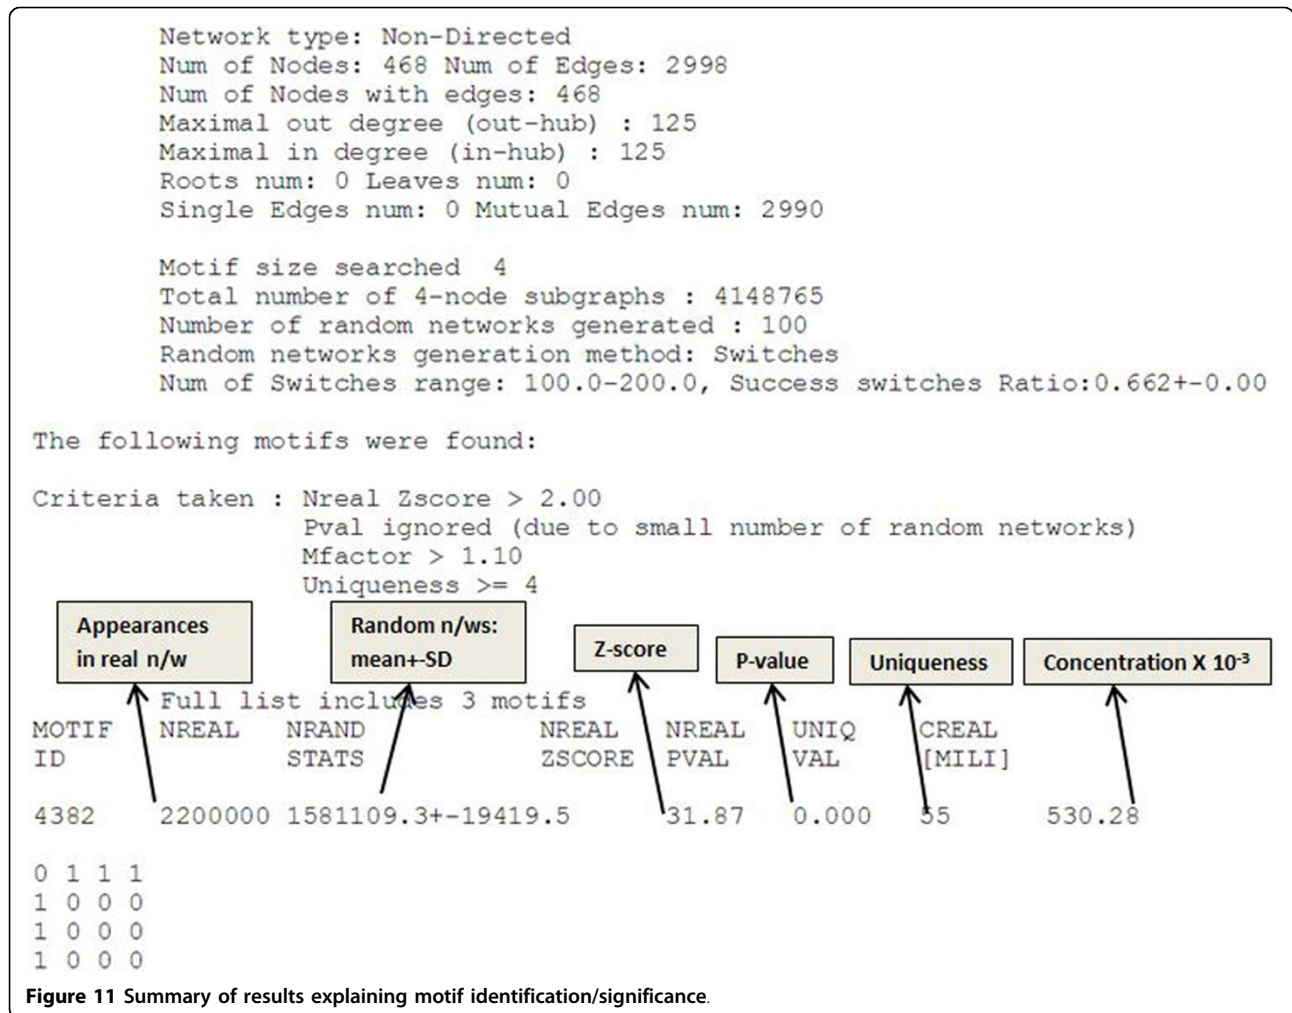 Network type: Non-Directed
Num of Nodes: 468 Num of Edges: 2998
Num of Nodes with edges: 468
Maximal out degree (out-hub) : 125
Maximal in degree (in-hub) : 125
Roots num: 0 Leaves num: 0
Single Edges num: 0 Mutual Edges num: 2990
Motif size searched 4
Total number of 4-node subgraphs : 4148765
Number of random networks generated : 100
Random networks generation method: Switches
Num of Switches range: 100.0-200.0, Success switches Ratio:0.662+-0.00
The following motifs were found:
Criteria taken : Nreal Zscore > 2.00
Pval ignored (due to small number of random networks)
Mfactor > 1.10
Uniqueness >= 4
Appearances in real n/w
Random n/ws: mean+-SD
Z-score
P-value
Uniqueness
Concentration X 10⁻³
Full list includes 3 motifs
MOTIF NREAL NRAND NREAL NREAL UNIQ CREAL
ID STATS ZSCORE PVAL VAL [MILI]
4382 2200000 1581109.3+-19419.5 31.87 0.000 55 530.28
0 1 1 1
1 0 0 0
1 0 0 0
1 0 0 0
Figure 11 Summary of results explaining motif identification/significance.